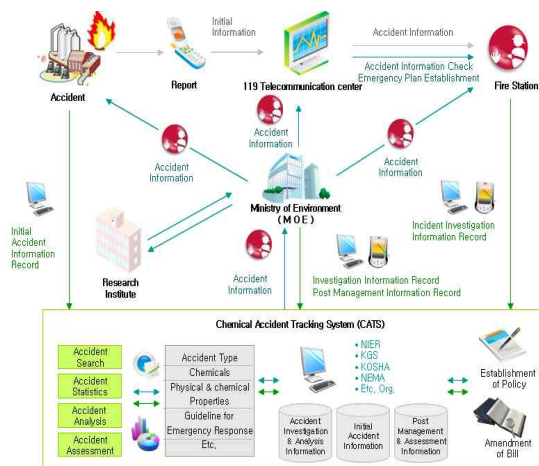 Initial
Information
Accident Information
Accident Information Check
Emergency Plan Establishment
Accident
Report
119 Telecommunication center
Fire Station
Accident
Information
Accident
Information
Accident
Information
Ministry of Environment
(MOE)
Initial
Accident
Information
Record
Research
Institute
Accident
Information
Incident Investigation
Information Record
Investigation Information Record
Post Management Information Record
Chemical Accident Tracking System (CATS)
Accident
Search
Accident
Statistics
Accident
Analysis
Accident
Assessment
Accident Type
Chemicals
Physical & chemical
Properties
Guideline for
Emergency Response
Etc,
• NIER
• KGS
• KOSHA
• NEMA
• Etc, Org,
Accident
Investigation
& Analysis
Information
Initial
Accident
Information
Post
Management
& Assessment
Information
Establishment
of Policy
Amendment
of Bill